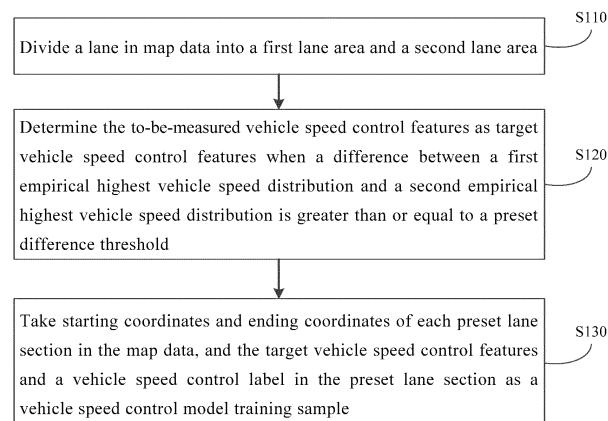 S110
Divide a lane in map data into a first lane area and a second lane area
Determine the to-be-measured vehicle speed control features as target
vehicle speed control features when a difference between a first
empirical highest vehicle speed distribution and a second empirical
highest vehicle speed distribution is greater than or equal to a preset
difference threshold
S120
Take starting coordinates and ending coordinates of each preset lane
section in the map data, and the target vehicle speed control features
and a vehicle speed control label in the preset lane section as a
vehicle speed control model training sample
S130